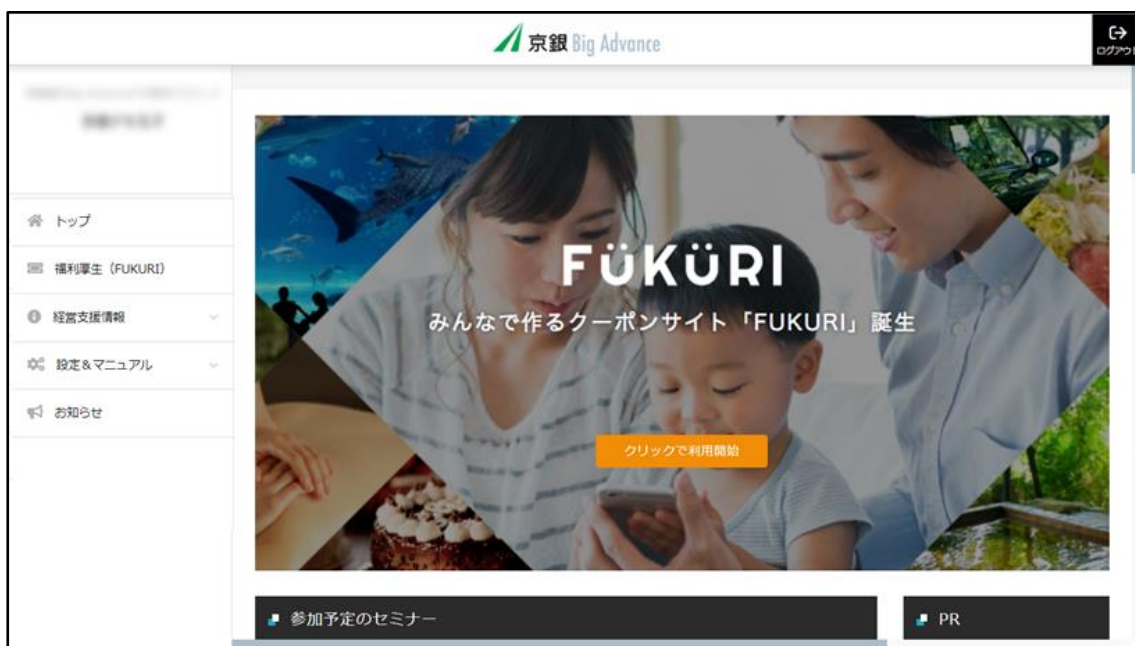 京銀 Big Advance
ログアウト
トップ
福利厚生（FUKURI）
経営支援情報
設定＆マニュアル
お知らせ
FÜKÜRI
みんなで作るクーポンサイト「FUKURI」誕生
クリックで利用開始
参加予定のセミナー
PR